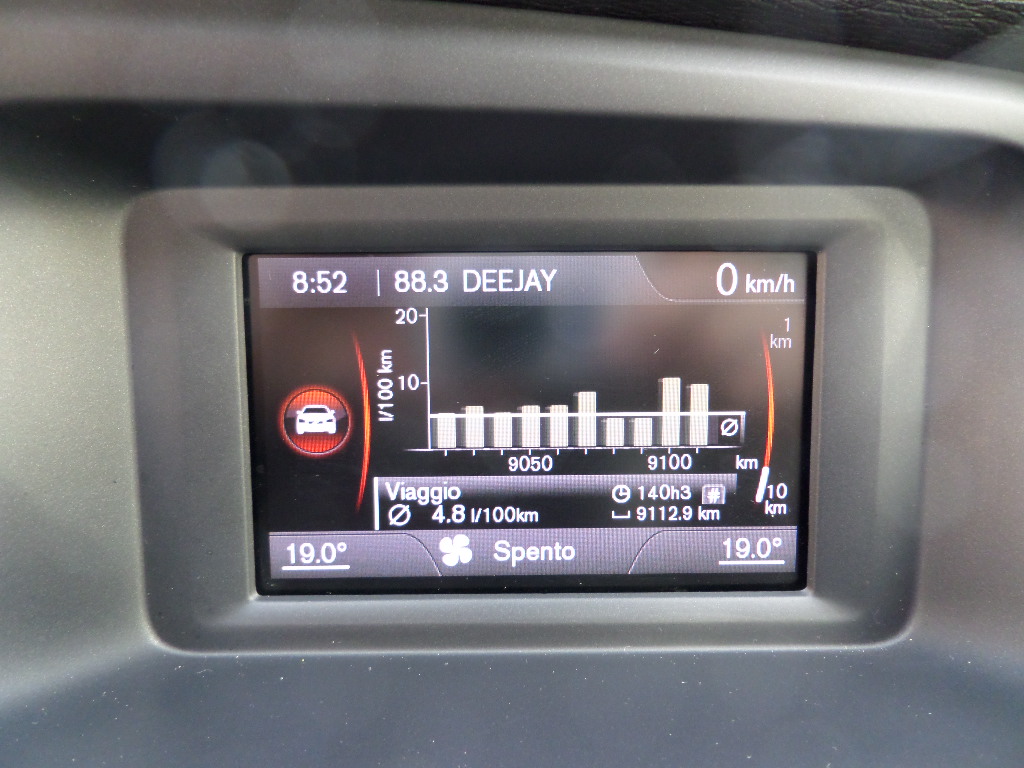 8:52 | 88.3 DEEJAY 0 km/h
20
1 km
l/100 km
10
9050 9100 km
Ø
Viaggio 140h3 #
Ø 4.8 l/100km 9112.9 km
10 km
19.0° Spento 19.0°